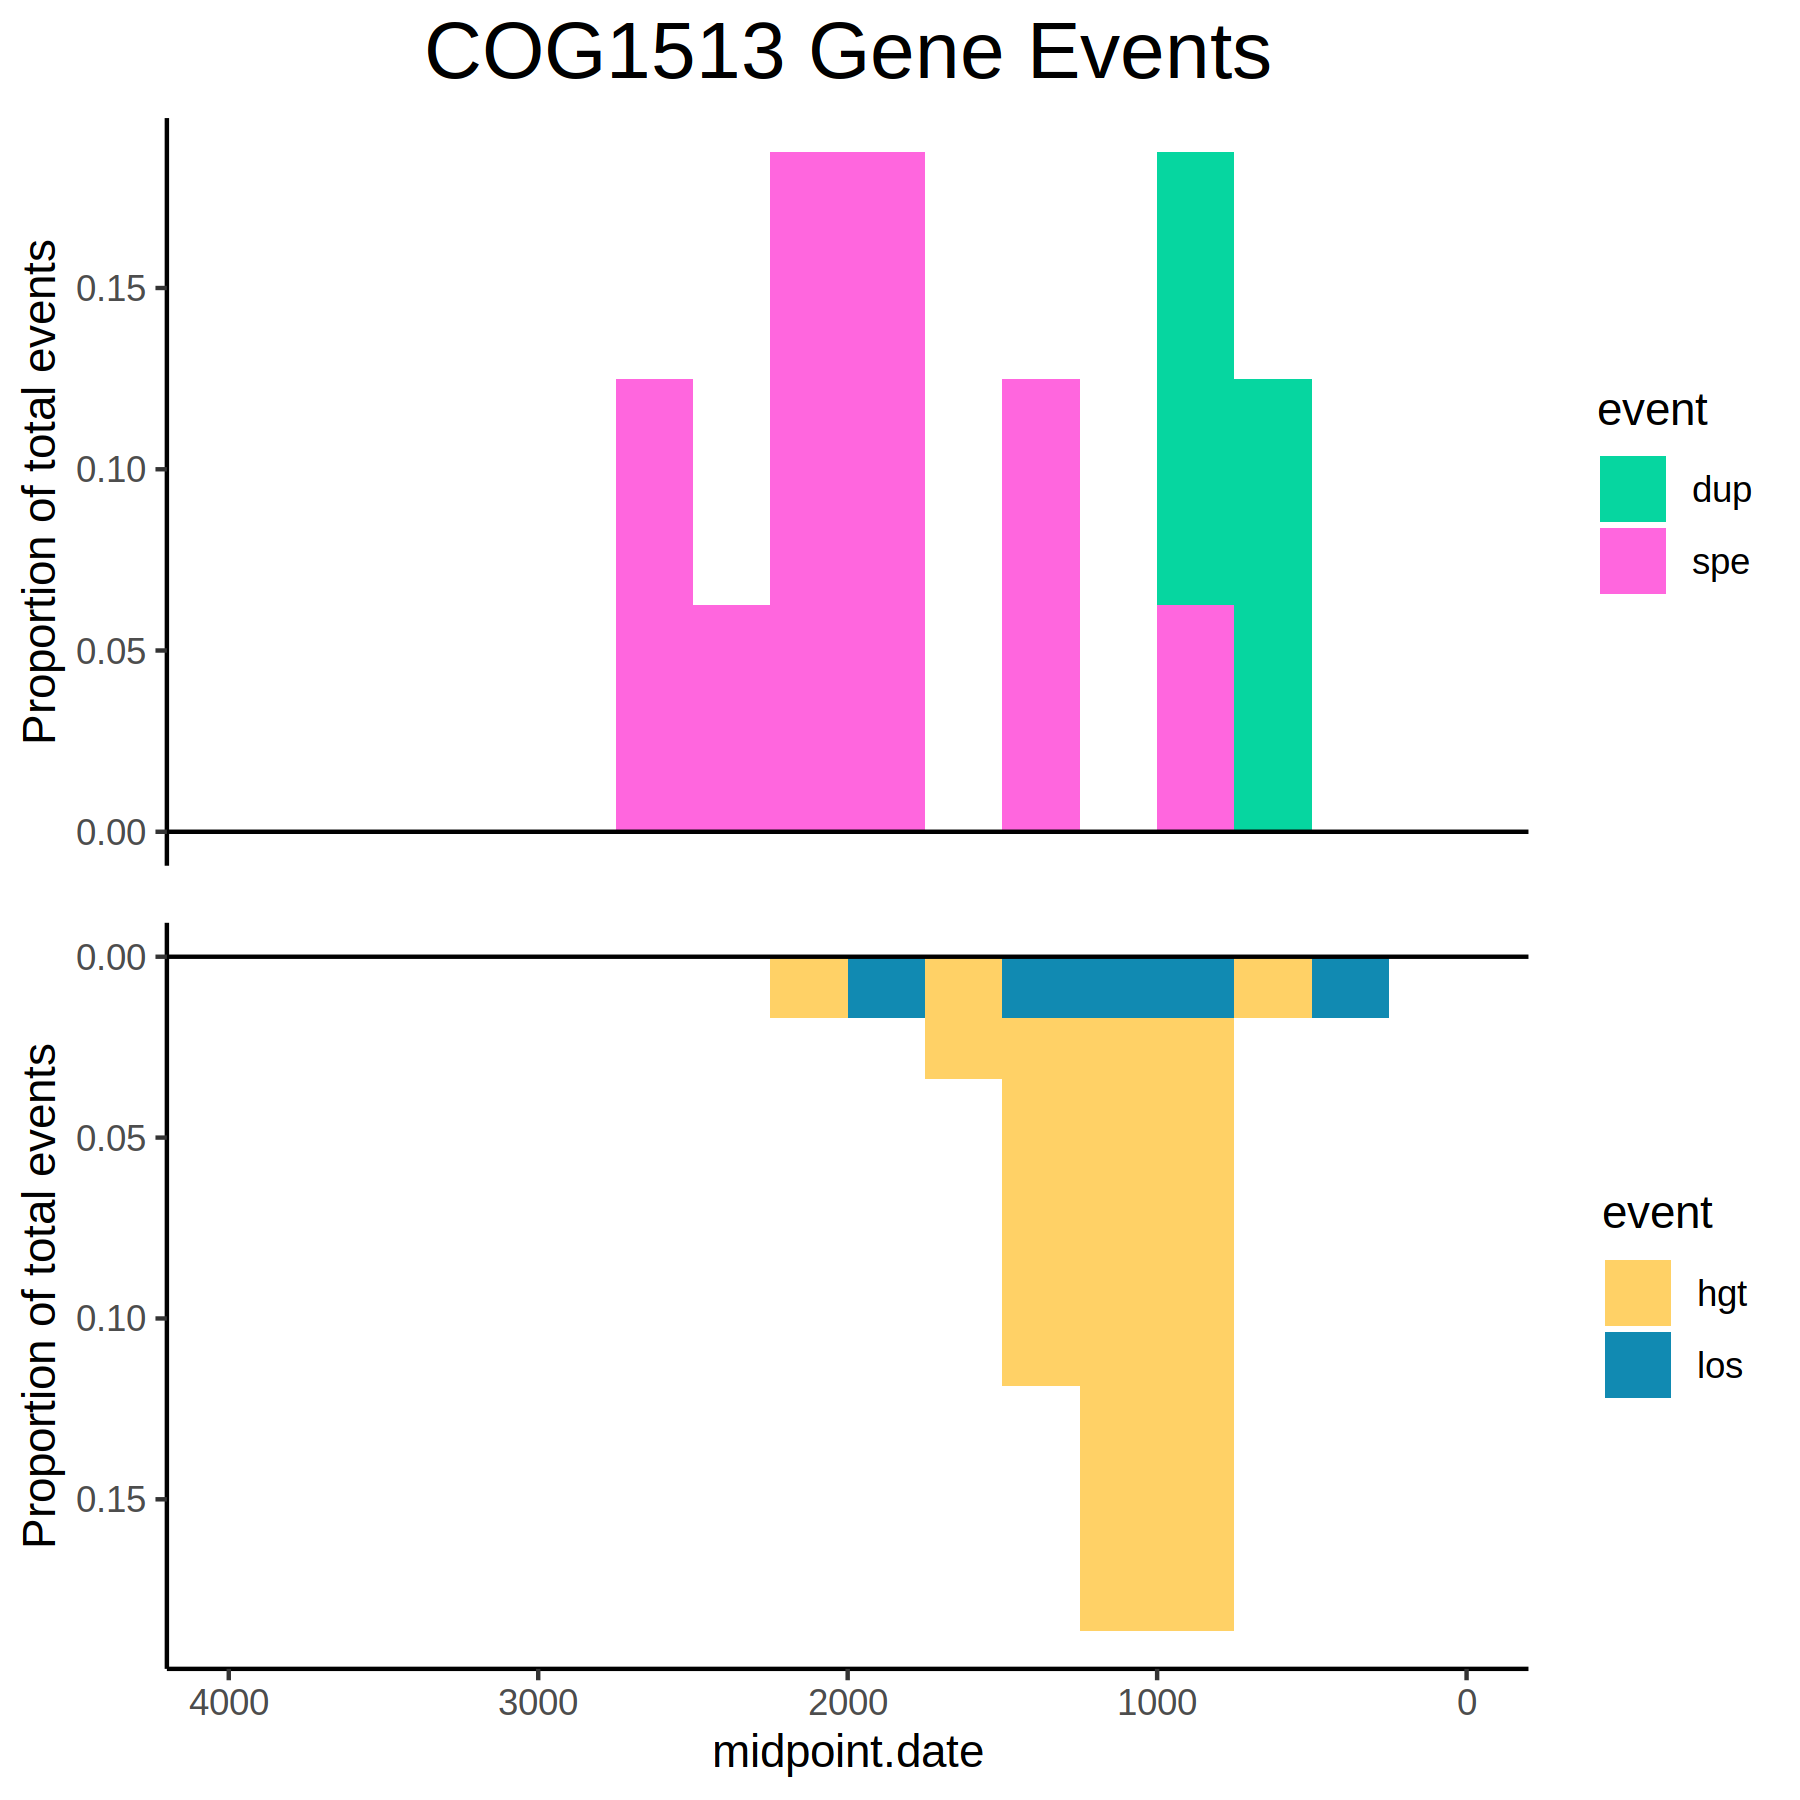 COG1513 Gene Events
Proportion of total events
0.15
0.10
0.05
0.00
event
dup
spe
Proportion of total events
0.00
0.05
0.10
0.15
event
hgt
los
4000 3000 2000 1000 0
midpoint.date